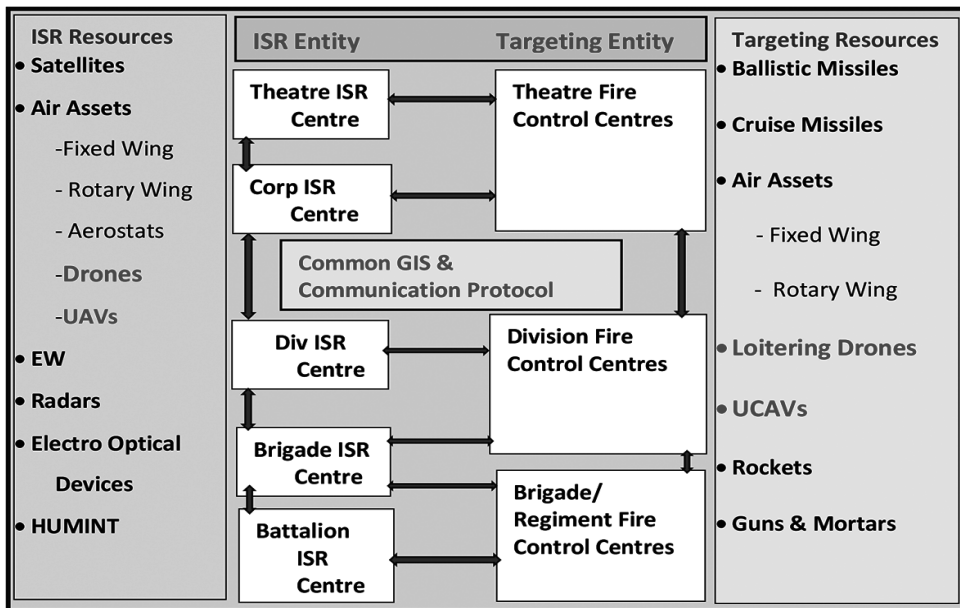 ISR Resources
• Satellites
• Air Assets
-Fixed Wing
- Rotary Wing
- Aerostats
-Drones
-UAVs
• EW
• Radars
• Electro Optical
Devices
• HUMINT
ISR Entity
Targeting Entity
Theatre ISR
Centre
Theatre Fire
Control Centres
Corp ISR
Centre
Common GIS &
Communication Protocol
Div ISR
Centre
Division Fire
Control Centres
Brigade ISR
Centre
Brigade/
Regiment Fire
Control Centres
Battalion
ISR
Centre
Targeting Resources
• Ballistic Missiles
• Cruise Missiles
• Air Assets
- Fixed Wing
- Rotary Wing
• Loitering Drones
• UCAVs
• Rockets
• Guns & Mortars